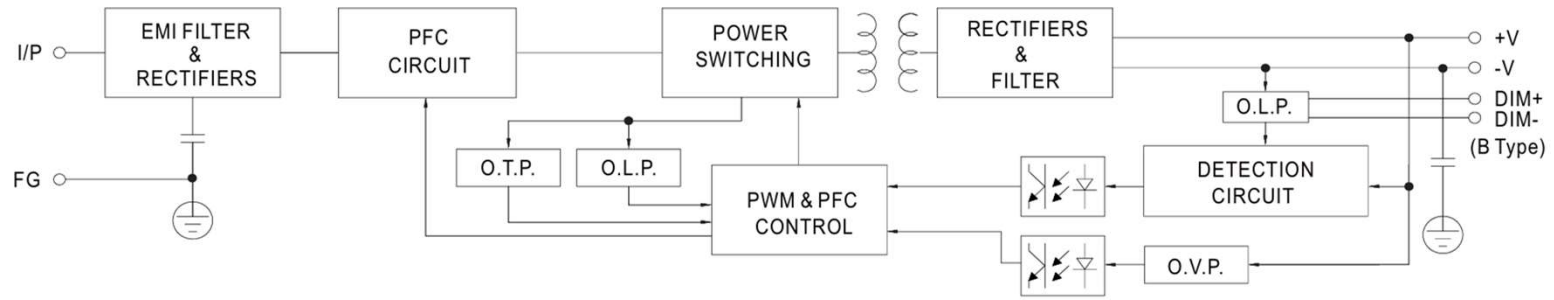 I/P
EMI FILTER
&
RECTIFIERS
PFC
CIRCUIT
POWER
SWITCHING
RECTIFIERS
&
FILTER
+V
-V
DIM+
DIM-
(B Type)
O.L.P.
FG
O.T.P.
O.L.P.
PWM & PFC
CONTROL
DETECTION
CIRCUIT
O.V.P.